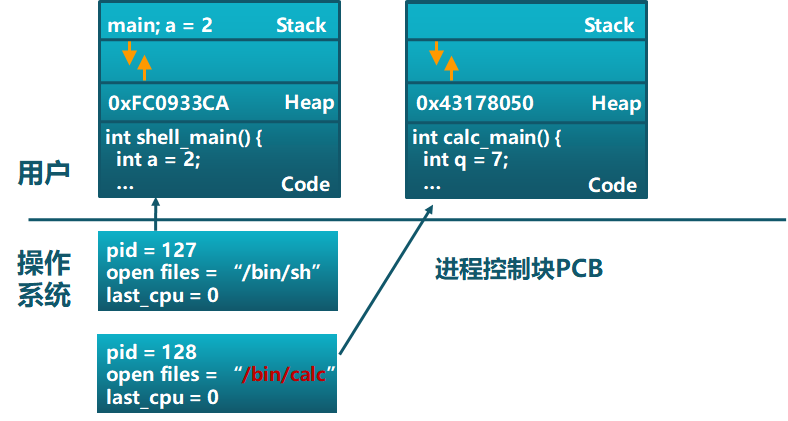 main; a = 2 Stack
0xFC0933CA Heap
int shell_main() {
int a = 2;
... Code
Stack
0x43178050 Heap
int calc_main() {
int q = 7;
... Code
用户
操作
系统
pid = 127
open files = “/bin/sh”
last_cpu = 0
进程控制块PCB
pid = 128
open files = “/bin/calc”
last_cpu = 0